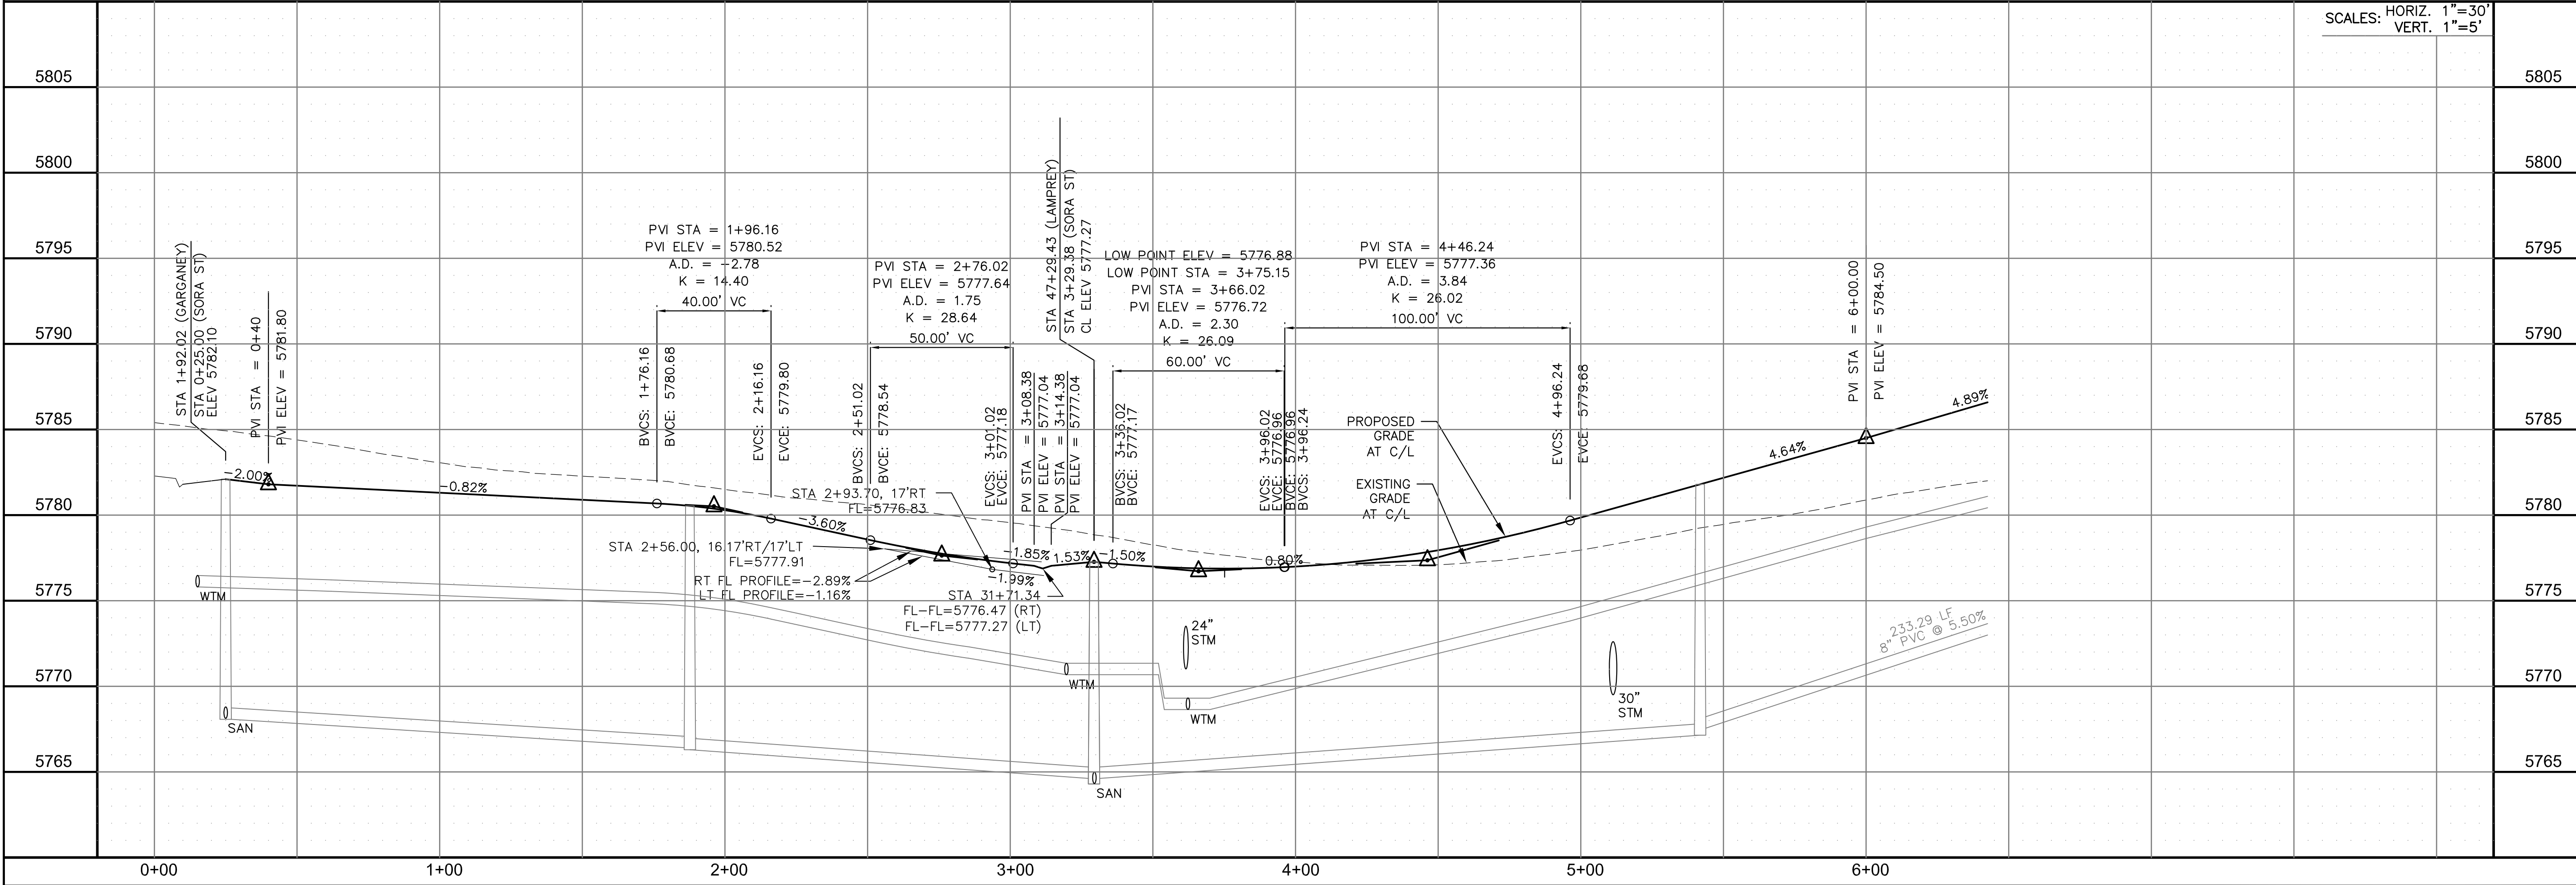 SCALES: HORIZ. 1"=30'
VERT. 1"=5'
5805
5800
5795
5790
5785
5780
5775
5770
5765
5805
5800
5795
5790
5785
5780
5775
5770
5765
STA 1+92.02 (GARGANEY)
STA 0+25.00 (SORA ST)
ELEV 5782.10
PVI STA = 0+40
PVI ELEV = 5781.80
-2.00%
-0.82%
BVCS: 1+76.16
BVCE: 5780.68
PVI STA = 1+96.16
PVI ELEV = 5780.52
A.D. = -2.78
K = 14.40
40.00' VC
EVCS: 2+16.16
EVCE: 5779.80
-3.60%
BVCS: 2+51.02
BVCE: 5778.54
PVI STA = 2+76.02
PVI ELEV = 5777.64
A.D. = 1.75
K = 28.64
50.00' VC
STA 2+93.70, 17'RT
FL=5776.83
STA 2+56.00, 16.17'RT/17'LT
FL=5777.91
RT FL PROFILE=-2.89%
LT FL PROFILE=-1.16%
EVCS: 3+01.02
EVCE: 5777.18
PVI STA = 3+08.38
PVI ELEV = 5777.04
PVI STA = 3+14.38
PVI ELEV = 5777.04
STA 47+29.43 (LAMPREY)
STA 3+29.38 (SORA ST)
CL ELEV 5777.27
-1.85%
1.53%
-1.50%
-1.99%
STA 31+71.34
FL-FL=5776.47 (RT)
FL-FL=5777.27 (LT)
BVCS: 3+36.02
BVCE: 5777.17
LOW POINT ELEV = 5776.88
LOW POINT STA = 3+75.15
PVI STA = 3+66.02
PVI ELEV = 5776.72
A.D. = 2.30
K = 26.09
60.00' VC
EVCS: 3+96.02
EVCE: 5776.96
BVCE: 5776.96
BVCS: 3+96.24
0.80%
PVI STA = 4+46.24
PVI ELEV = 5777.36
A.D. = 3.84
K = 26.02
100.00' VC
PROPOSED
GRADE
AT C/L
EXISTING
GRADE
AT C/L
EVCS: 4+96.24
EVCE: 5779.68
4.64%
PVI STA = 6+00.00
PVI ELEV = 5784.50
4.89%
WTM
SAN
WTM
SAN
24"
STM
WTM
30"
STM
233.29 LF
8" PVC @ 5.50%
0+00
1+00
2+00
3+00
4+00
5+00
6+00